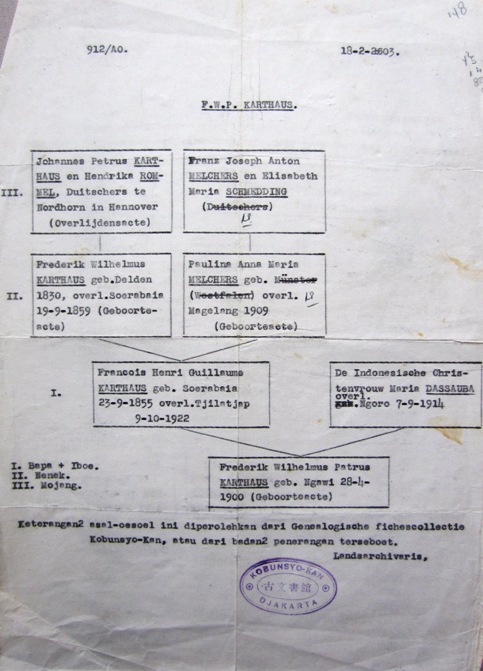 148
912/AO. 18-2-2603.
F.W.P. KARTHAUS.
III.
Johannes Petrus KART-
HAUS en Hendrika ROM-
MEL, Duitschers te
Nordhorn in Hannover
(Overlijdensacte)
Franz Joseph Anton
MELCHERS en Elisabeth
Maria SCHMEDDING
(Duitschers)
II.
Frederik Wilhelmus
KARTHAUS geb.Delden
1830, overl.Soerabaia
19-9-1859 (Geboorte-
acte)
Paulina Anna Maria
MELCHERS geb. Münster
(Westfalen) overl.
Magelang 1909
(Geboorteacte)
I.
Francois Henri Guillaume
KARTHAUS geb. Soerabaia
23-9-1855 overl.Tjilatjap
9-10-1922
De Indonesische Chris-
tenvrouw Maria DASSAUBA
overl.
Ngoro 7-9-1914
I. Bapa + Iboe.
II. Nenek.
III. Mojang.
Frederik Wilhelmus Patrus
KARTHAUS geb. Ngawi 28-4-
1900 (Geboorteacte)
Keterangan2 asal-oesoel ini diperolehkan dari Genealogische fichescollectie
Kobunsyo-Kan, atau dari badan2 penerangan terseboet.
Landsarchivaris,
KOBUNSYO-KAN
古文書館
DJAKARTA